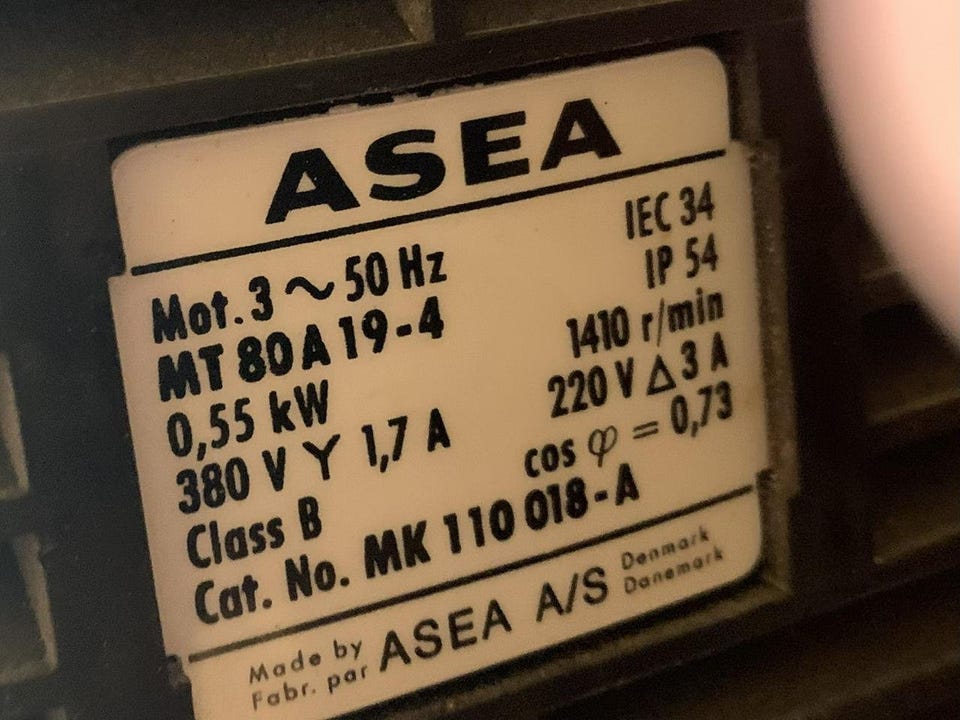 ASEA
Mot. 3 ~ 50 Hz IEC 34
MT 80 A 19-4 IP 54
0,55 kW 1410 r/min
380 V Y 1,7 A 220 V Δ 3 A
Class B cos φ = 0,73
Cat. No. MK 110 018-A
Made by ASEA A/S Denmark
Fabr. par Danemark